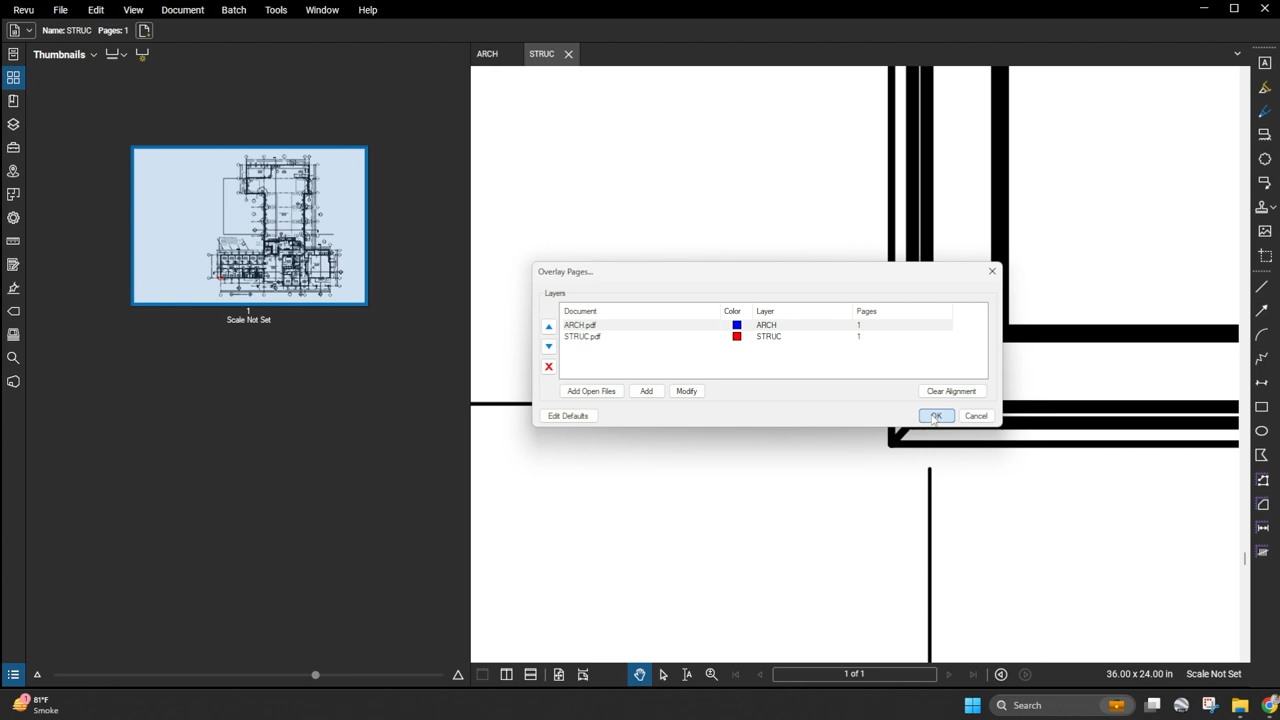 Revu File Edit View Document Batch Tools Window Help
Name: STRUC Pages: 1
Thumbnails
ARCH STRUC
1
Scale Not Set
Overlay Pages...
Layers
Document Color Layer Pages
ARCH.pdf ARCH 1
STRUC.pdf STRUC 1
Add Open Files Add Modify Clear Alignment
Edit Defaults OK Cancel
1 of 1 36.00 x 24.00 in Scale Not Set
81°F
Smoke
Search